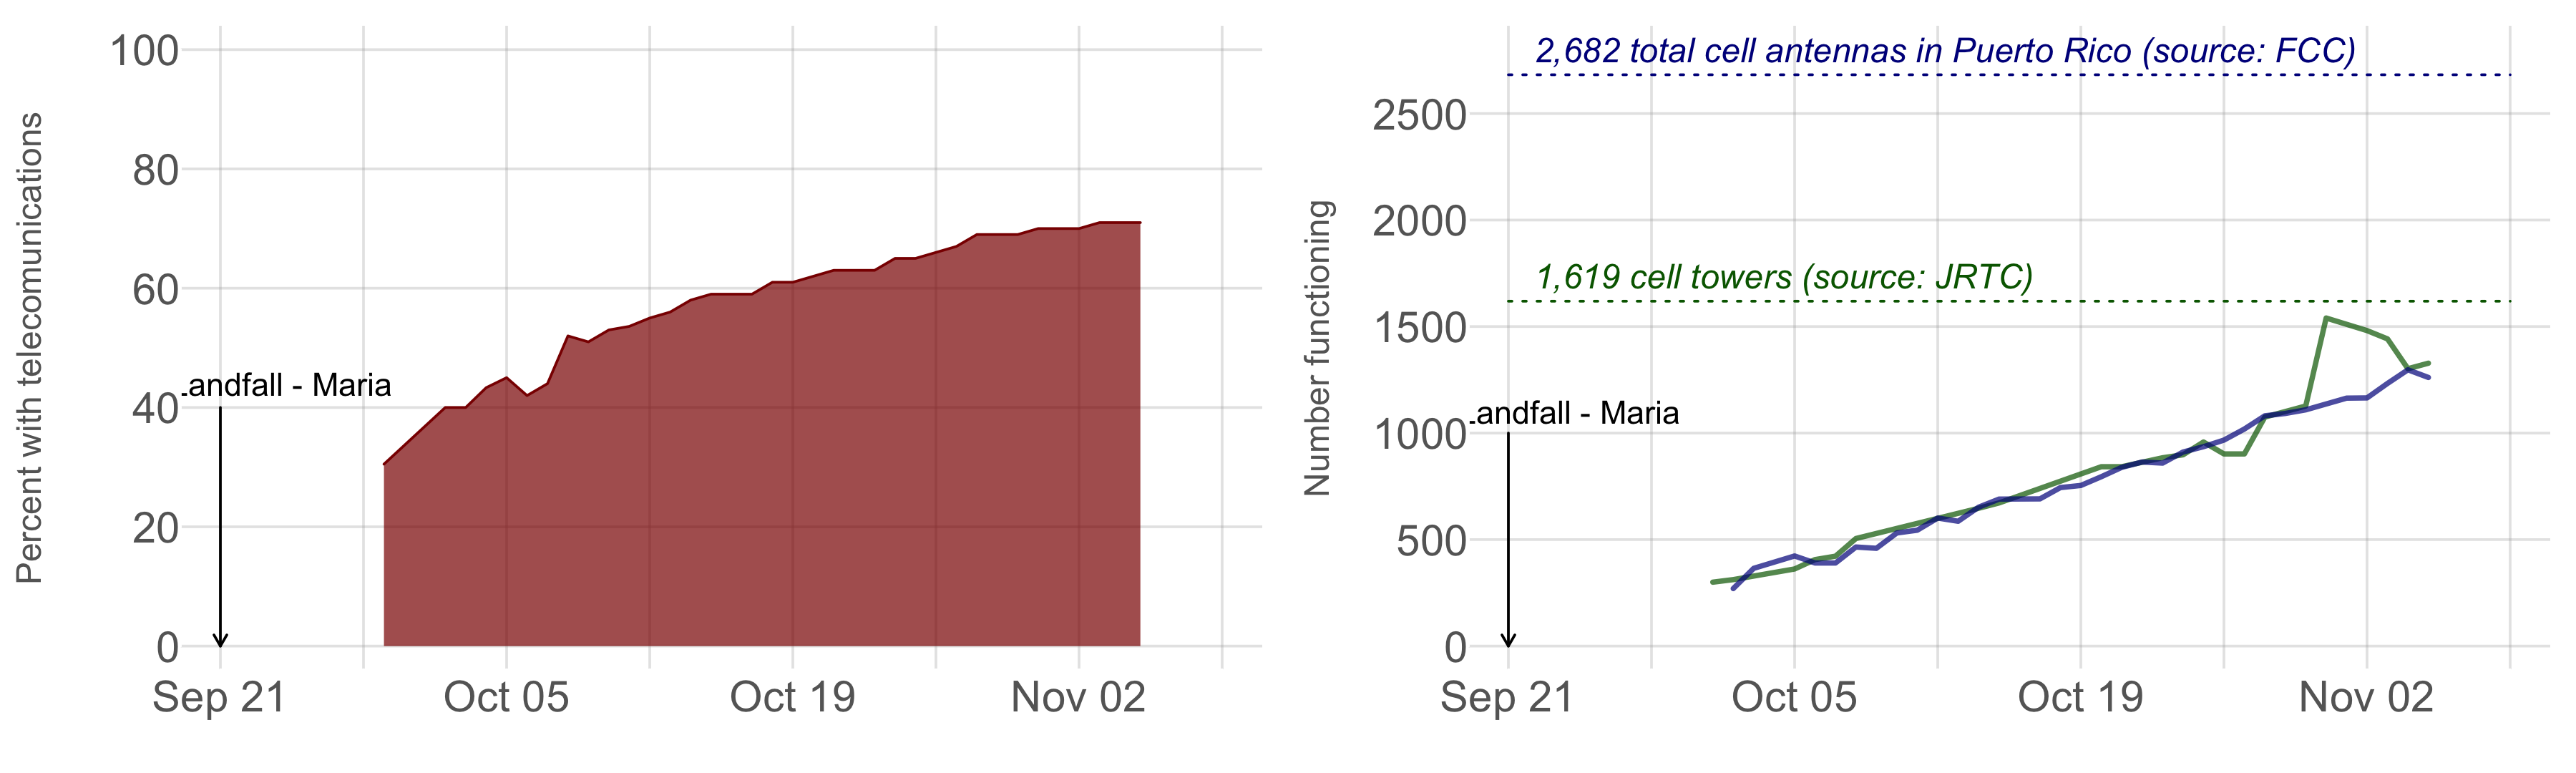 Percent with telecomunications
100
80
60
40
20
0
.andfall - Maria
Sep 21
Oct 05
Oct 19
Nov 02
Number functioning
2500
2000
1500
1000
500
0
2,682 total cell antennas in Puerto Rico (source: FCC)
1,619 cell towers (source: JRTC)
.andfall - Maria
Sep 21
Oct 05
Oct 19
Nov 02